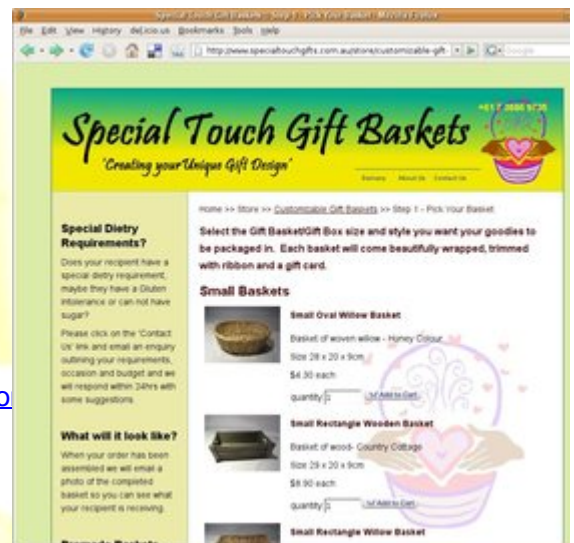 Special Touch Gift Baskets :: Step 1 - Pick Your Basket - Mozilla Firefox
File Edit View History del.icio.us Bookmarks Tools Help
http://www.specialtouchgifts.com.au/store/customizable-gift-
Google
Special Touch Gift Baskets
'Creating your Unique Gift Design'
Delivery About Us Contact Us
Home >> Store >> Customizable Gift Baskets >> Step 1 - Pick Your Basket
Special Dietry
Requirements?
Does your recipient have a
special dietry requirement,
maybe they have a Gluten
Intolerance or can not have
sugar?
Please click on the 'Contact
Us' link and email an enquiry
outlining your requirements,
occasion and budget and we
will respond within 24hrs with
some suggestions.
What will it look like?
When your order has been
assembled we will email a
photo of the completed
basket so you can see what
your recipient is receiving.
Select the Gift Basket/Gift Box size and style you want your goodies to
be packaged in. Each basket will come beautifully wrapped, trimmed
with ribbon and a gift card.
Small Baskets
Small Oval Willow Basket
Basket of woven willow - Honey Colour
Size 28 x 20 x 9cm
$4.30 each
quantity 1 Add to Cart
Small Rectangle Wooden Basket
Basket of wood- Country Cottage
Size 29 x 20 x 9cm
$8.90 each
quantity 1 Add to Cart
Small Rectangle Willow Basket